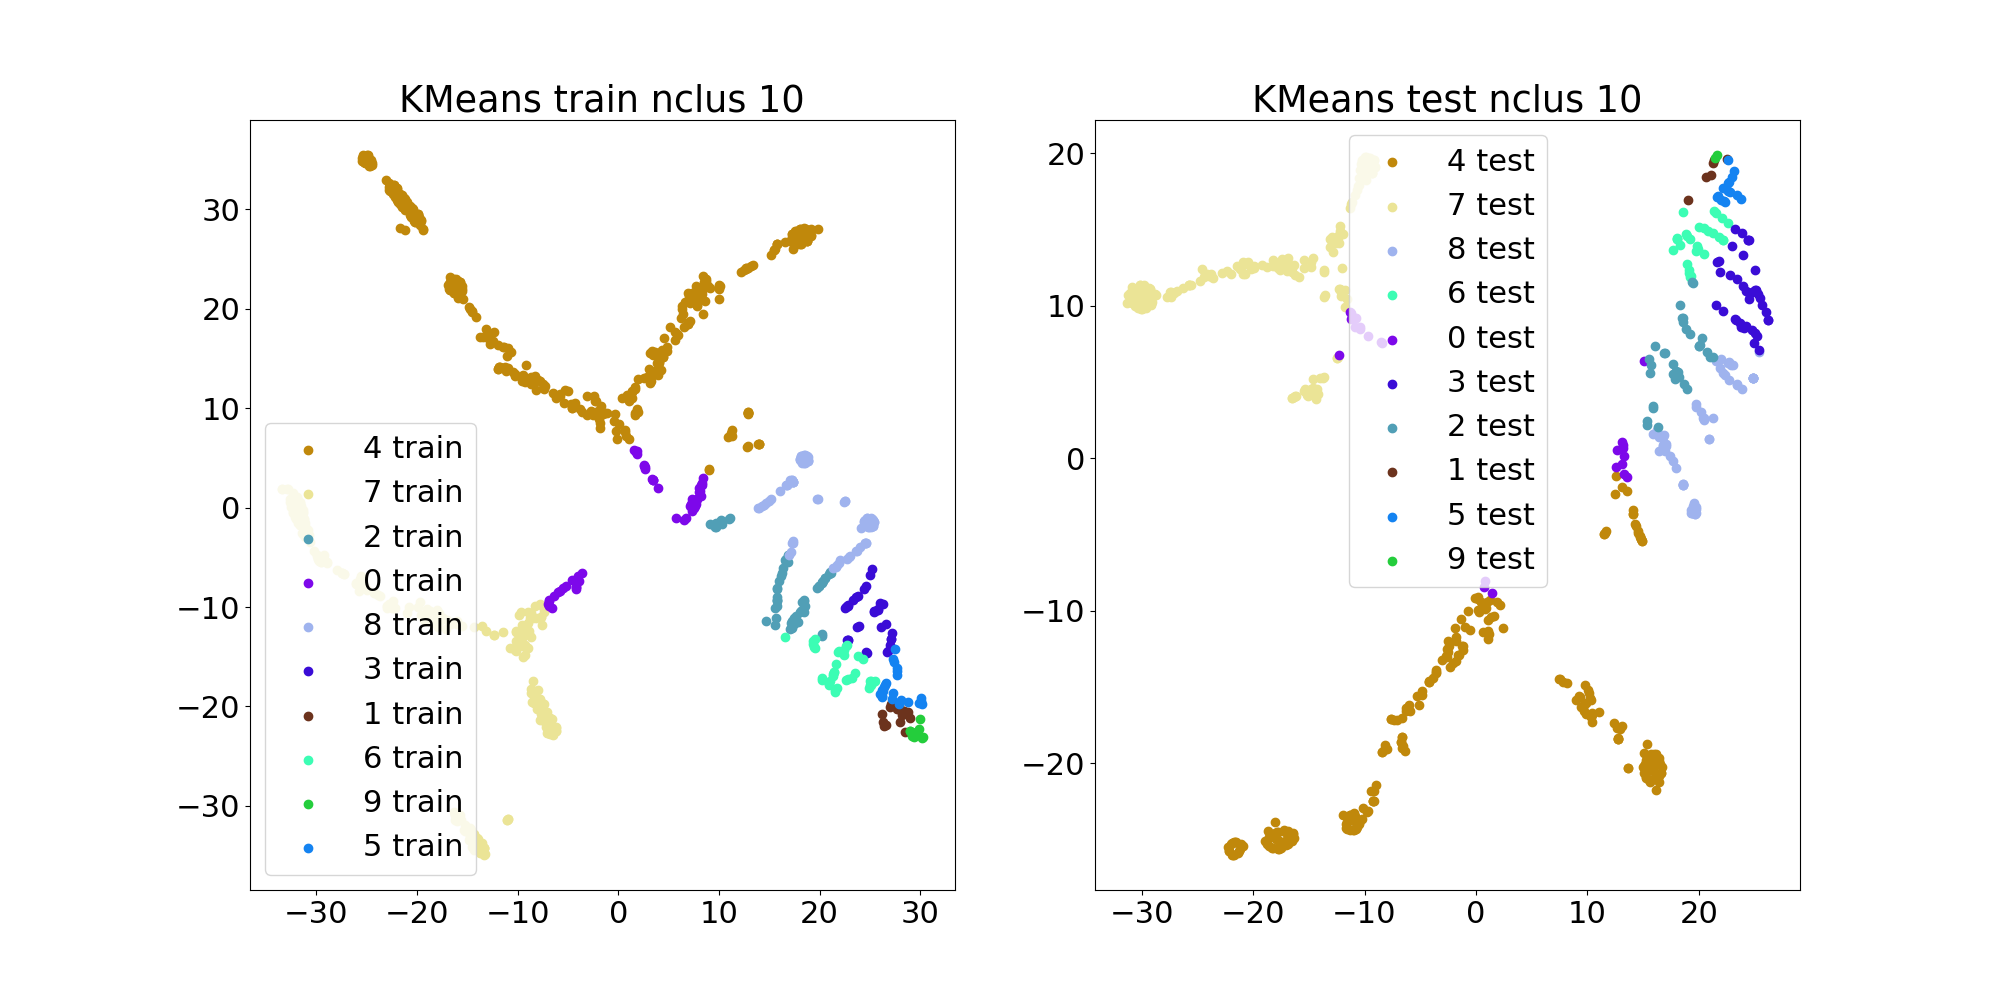 KMeans train nclus 10
30
20
10
0
−10
−20
−30
−30 −20 −10 0 10 20 30
4 train
7 train
2 train
0 train
8 train
3 train
1 train
6 train
9 train
5 train
KMeans test nclus 10
20
10
0
−10
−20
−30 −20 −10 0 10 20
4 test
7 test
8 test
6 test
0 test
3 test
2 test
1 test
5 test
9 test